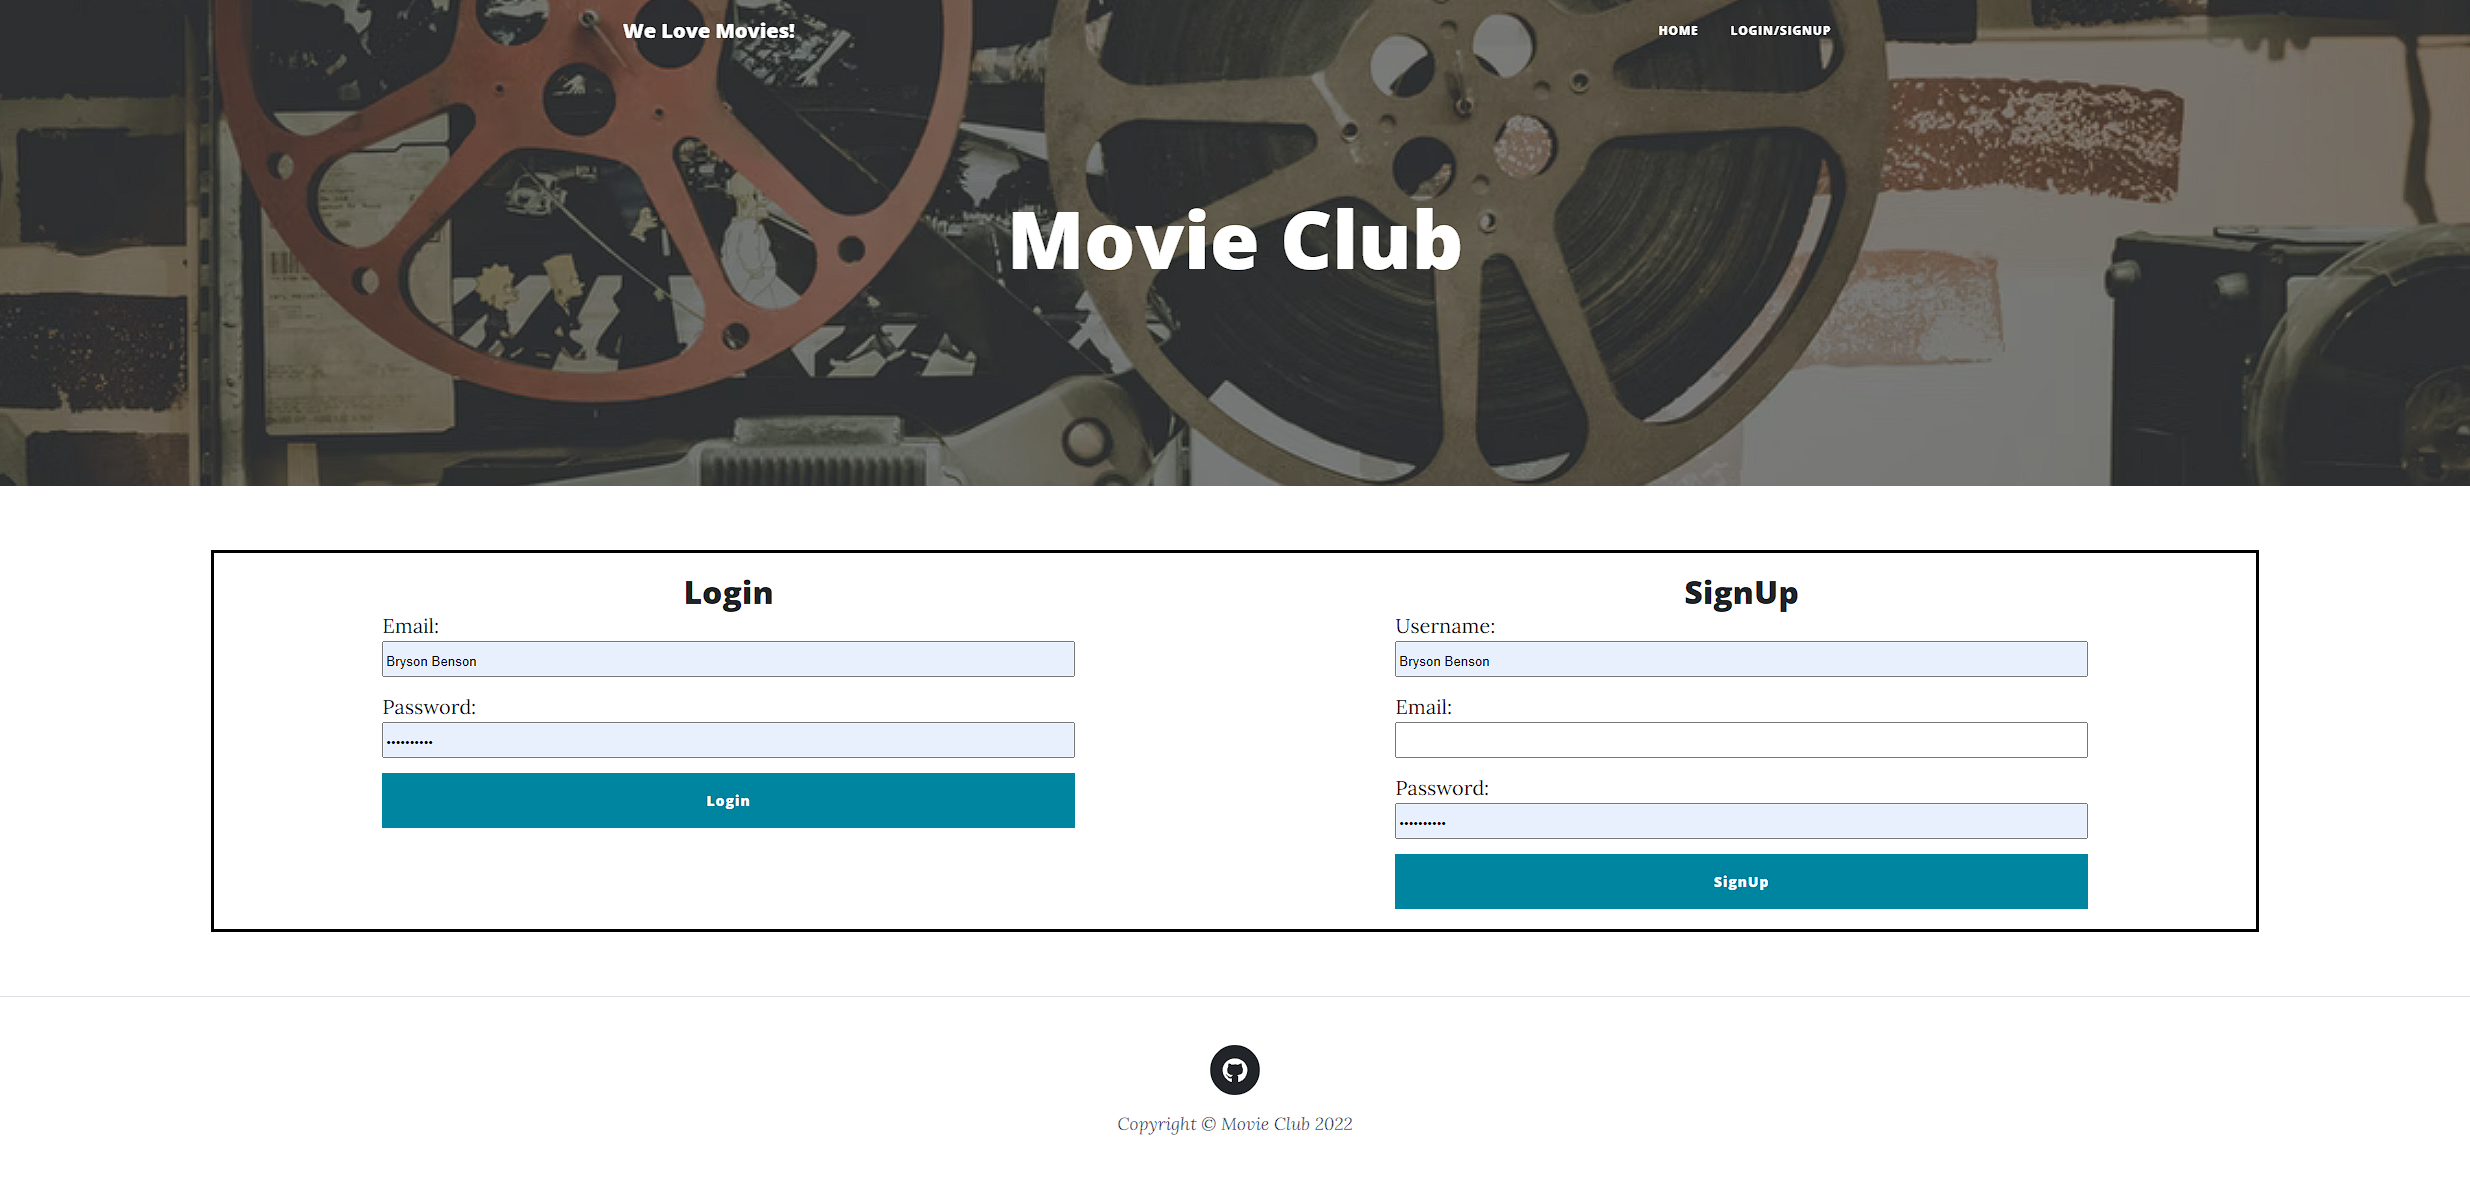 We Love Movies!
HOME
LOGIN/SIGNUP
Movie Club
Login
Email:
Bryson Benson
Password:
••••••••••
Login
SignUp
Username:
Bryson Benson
Email:
Password:
••••••••••
SignUp
Copyright © Movie Club 2022